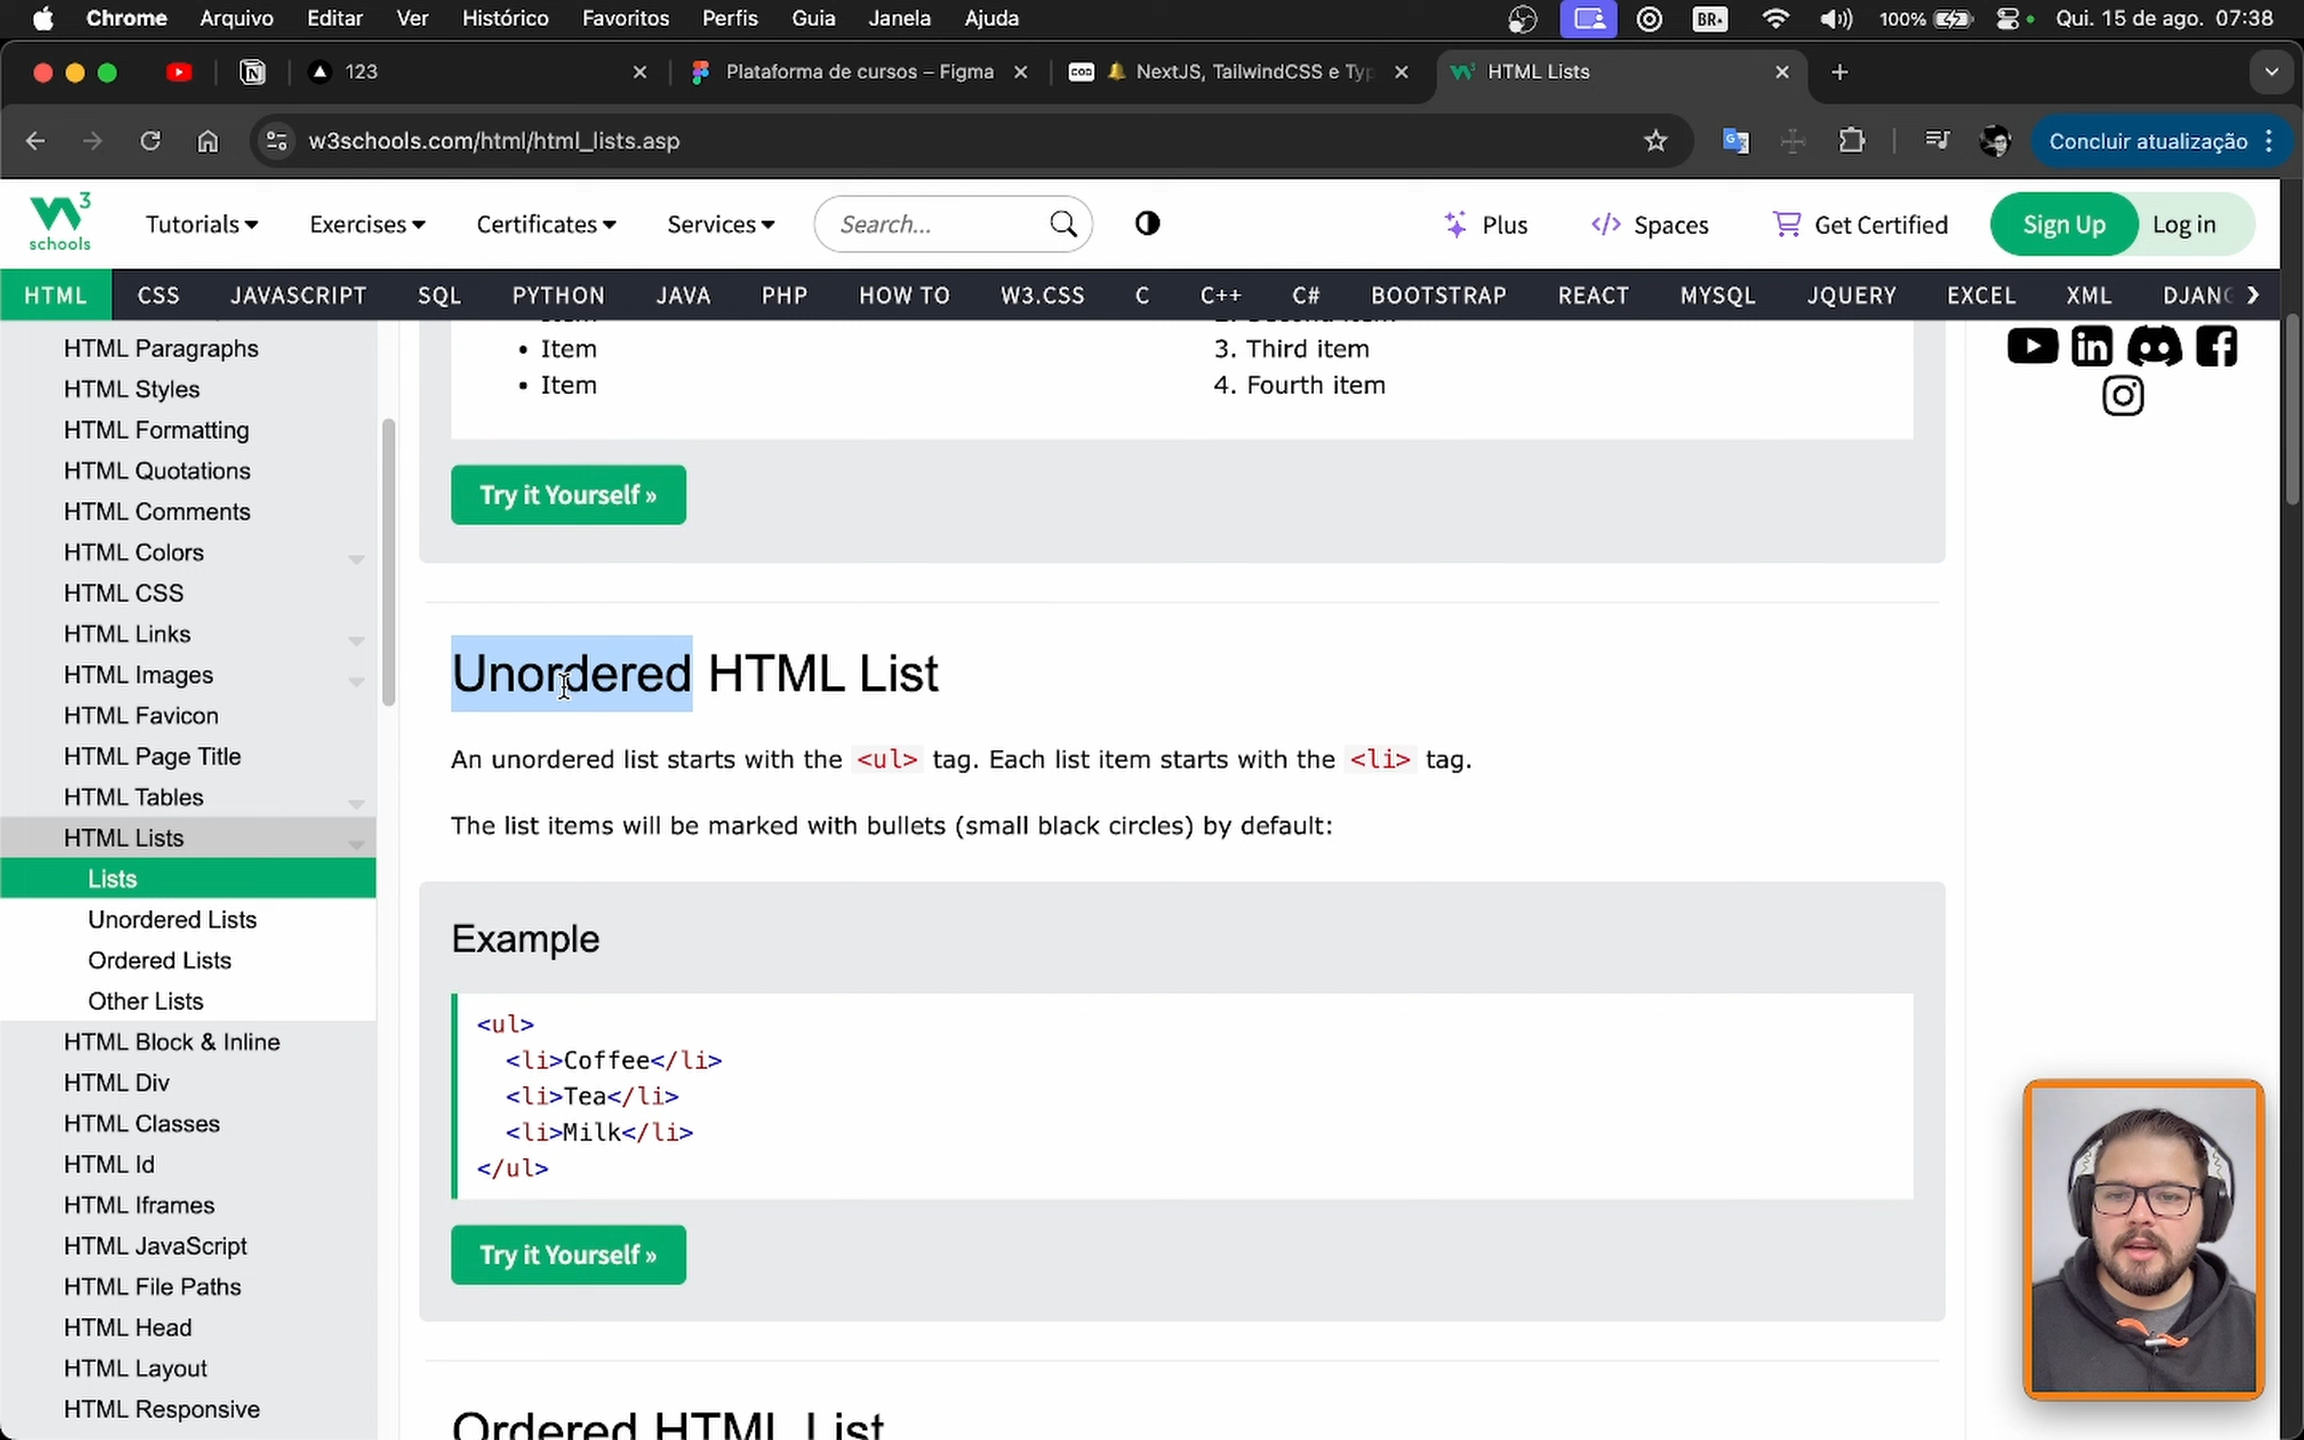 Chrome Arquivo Editar Ver Histórico Favoritos Perfis Guia Janela Ajuda BR 100% Qui. 15 de ago. 07:38
123 Plataforma de cursos – Figma COD NextJS, TailwindCSS e Typ HTML Lists
w3schools.com/html/html_lists.asp Concluir atualização
W3 schools Tutorials Exercises Certificates Services Search... Plus Spaces Get Certified Sign Up Log in
HTML CSS JAVASCRIPT SQL PYTHON JAVA PHP HOW TO W3.CSS C C++ C# BOOTSTRAP REACT MYSQL JQUERY EXCEL XML DJANG
HTML Paragraphs
HTML Styles
HTML Formatting
HTML Quotations
HTML Comments
HTML Colors
HTML CSS
HTML Links
HTML Images
HTML Favicon
HTML Page Title
HTML Tables
HTML Lists
Lists
Unordered Lists
Ordered Lists
Other Lists
HTML Block & Inline
HTML Div
HTML Classes
HTML Id
HTML Iframes
HTML JavaScript
HTML File Paths
HTML Head
HTML Layout
HTML Responsive
• Item
• Item
3. Third item
4. Fourth item
Try it Yourself »
Unordered HTML List
An unordered list starts with the <ul> tag. Each list item starts with the <li> tag.
The list items will be marked with bullets (small black circles) by default:
Example
<ul>
<li>Coffee</li>
<li>Tea</li>
<li>Milk</li>
</ul>
Try it Yourself »
Ordered HTML List